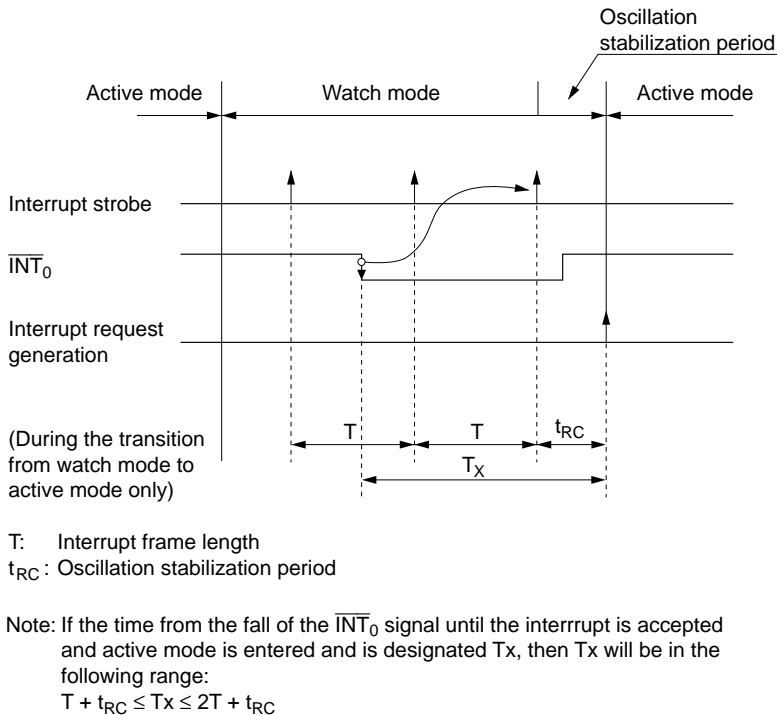 Oscillation
stabilization period
Active mode
Watch mode
Active mode
Interrupt strobe
INT0
Interrupt request
generation
(During the transition
from watch mode to
active mode only)
T
T
tRC
TX
T: Interrupt frame length
tRC : Oscillation stabilization period
Note: If the time from the fall of the INT0 signal until the interrrupt is accepted
and active mode is entered and is designated Tx, then Tx will be in the
following range:
T + tRC ≤ Tx ≤ 2T + tRC